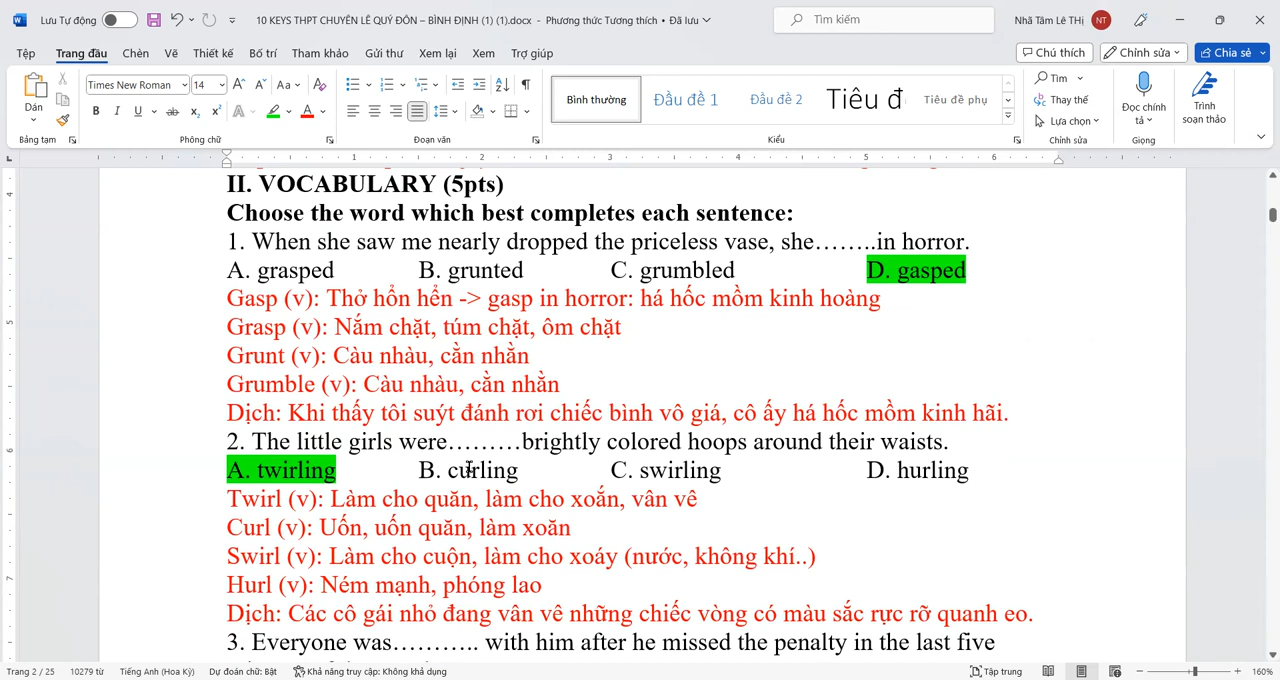 Lưu Tự động
10 KEYS THPT CHUYÊN LÊ QUÝ ĐÔN – BÌNH ĐỊNH (1) (1).docx - Phương thức Tương thích • Đã lưu
Tìm kiếm
Nhã Tâm Lê THị NT
Tệp Trang đầu Chèn Vẽ Thiết kế Bố trí Tham khảo Gửi thư Xem lại Xem Trợ giúp
Chú thích Chỉnh sửa Chia sẻ
Dán
Times New Roman 14
Bình thường Đầu đề 1 Đầu đề 2 Tiêu đ Tiêu đề phụ
Tìm
Thay thế
Lựa chọn
Đọc chính tả
Trình soạn thảo
Bảng tạm Phông chữ Đoạn văn Kiểu Chỉnh sửa Giọng
1 2 3 4 5 6
II. VOCABULARY (5pts)
Choose the word which best completes each sentence:
1. When she saw me nearly dropped the priceless vase, she……..in horror.
A. grasped B. grunted C. grumbled D. gasped
Gasp (v): Thở hổn hển -> gasp in horror: há hốc mồm kinh hoàng
Grasp (v): Nắm chặt, túm chặt, ôm chặt
Grunt (v): Càu nhàu, cằn nhằn
Grumble (v): Càu nhàu, cằn nhằn
Dịch: Khi thấy tôi suýt đánh rơi chiếc bình vô giá, cô ấy há hốc mồm kinh hãi.
2. The little girls were………brightly colored hoops around their waists.
A. twirling B. curling C. swirling D. hurling
Twirl (v): Làm cho quăn, làm cho xoắn, vân vê
Curl (v): Uốn, uốn quăn, làm xoăn
Swirl (v): Làm cho cuộn, làm cho xoáy (nước, không khí..)
Hurl (v): Ném mạnh, phóng lao
Dịch: Các cô gái nhỏ đang vân vê những chiếc vòng có màu sắc rực rỡ quanh eo.
3. Everyone was……….. with him after he missed the penalty in the last five
Trang 2 / 25 10279 từ Tiếng Anh (Hoa Kỳ) Dự đoán chữ: Bật Khả năng truy cập: Không khả dụng Tập trung 160%